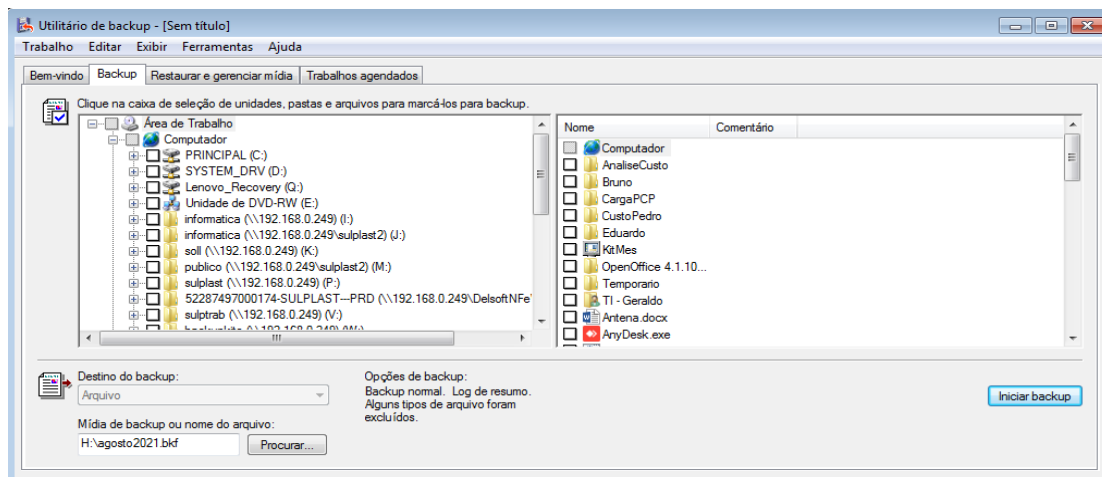 Utilitário de backup - [Sem título]
Trabalho Editar Exibir Ferramentas Ajuda
Bem-vindo Backup Restaurar e gerenciar mídia Trabalhos agendados
Clique na caixa de seleção de unidades, pastas e arquivos para marcá-los para backup.
Área de Trabalho
Computador
PRINCIPAL (C:)
SYSTEM_DRV (D:)
Lenovo_Recovery (Q:)
Unidade de DVD-RW (E:)
informatica (\\192.168.0.249) (I:)
informatica (\\192.168.0.249\sulplast2) (J:)
soll (\\192.168.0.249) (K:)
publico (\\192.168.0.249\sulplast2) (M:)
sulplast (\\192.168.0.249) (P:)
52287497000174-SULPLAST---PRD (\\192.168.0.249\DelsoftNFe
sulptrab (\\192.168.0.249) (V:)
Nome Comentário
Computador
AnaliseCusto
Bruno
CargaPCP
CustoPedro
Eduardo
KitMes
OpenOffice 4.1.10...
Temporario
TI - Geraldo
Antena.docx
AnyDesk.exe
Destino do backup:
Arquivo
Mídia de backup ou nome do arquivo:
H:\agosto2021.bkf Procurar...
Opções de backup:
Backup normal. Log de resumo.
Alguns tipos de arquivo foram
excluídos.
Iniciar backup